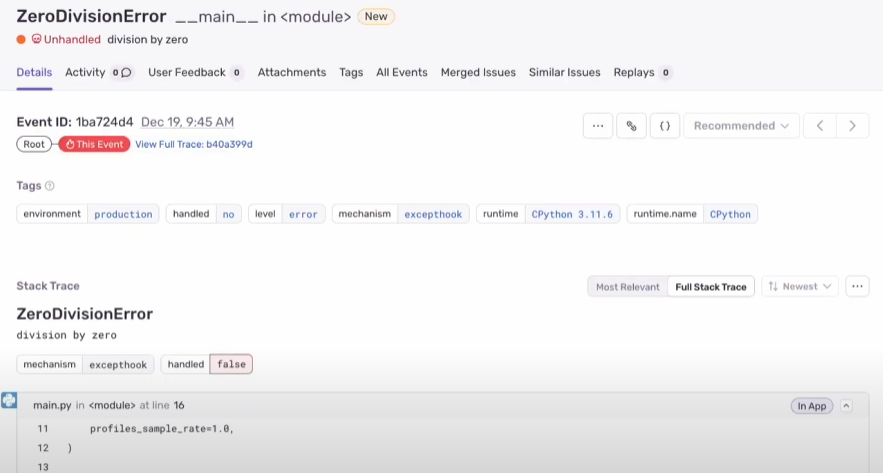 ZeroDivisionError __main__ in <module> New
Unhandled division by zero
Details Activity 0 User Feedback 0 Attachments Tags All Events Merged Issues Similar Issues Replays 0
Event ID: 1ba724d4 Dec 19, 9:45 AM ... {} Recommended
Root This Event View Full Trace: b40a399d
Tags ?
environment production handled no level error mechanism excepthook runtime CPython 3.11.6 runtime.name CPython
Stack Trace Most Relevant Full Stack Trace Newest ...
ZeroDivisionError
division by zero
mechanism excepthook handled false
main.py in <module> at line 16 In App
11 profiles_sample_rate=1.0,
12 )
13